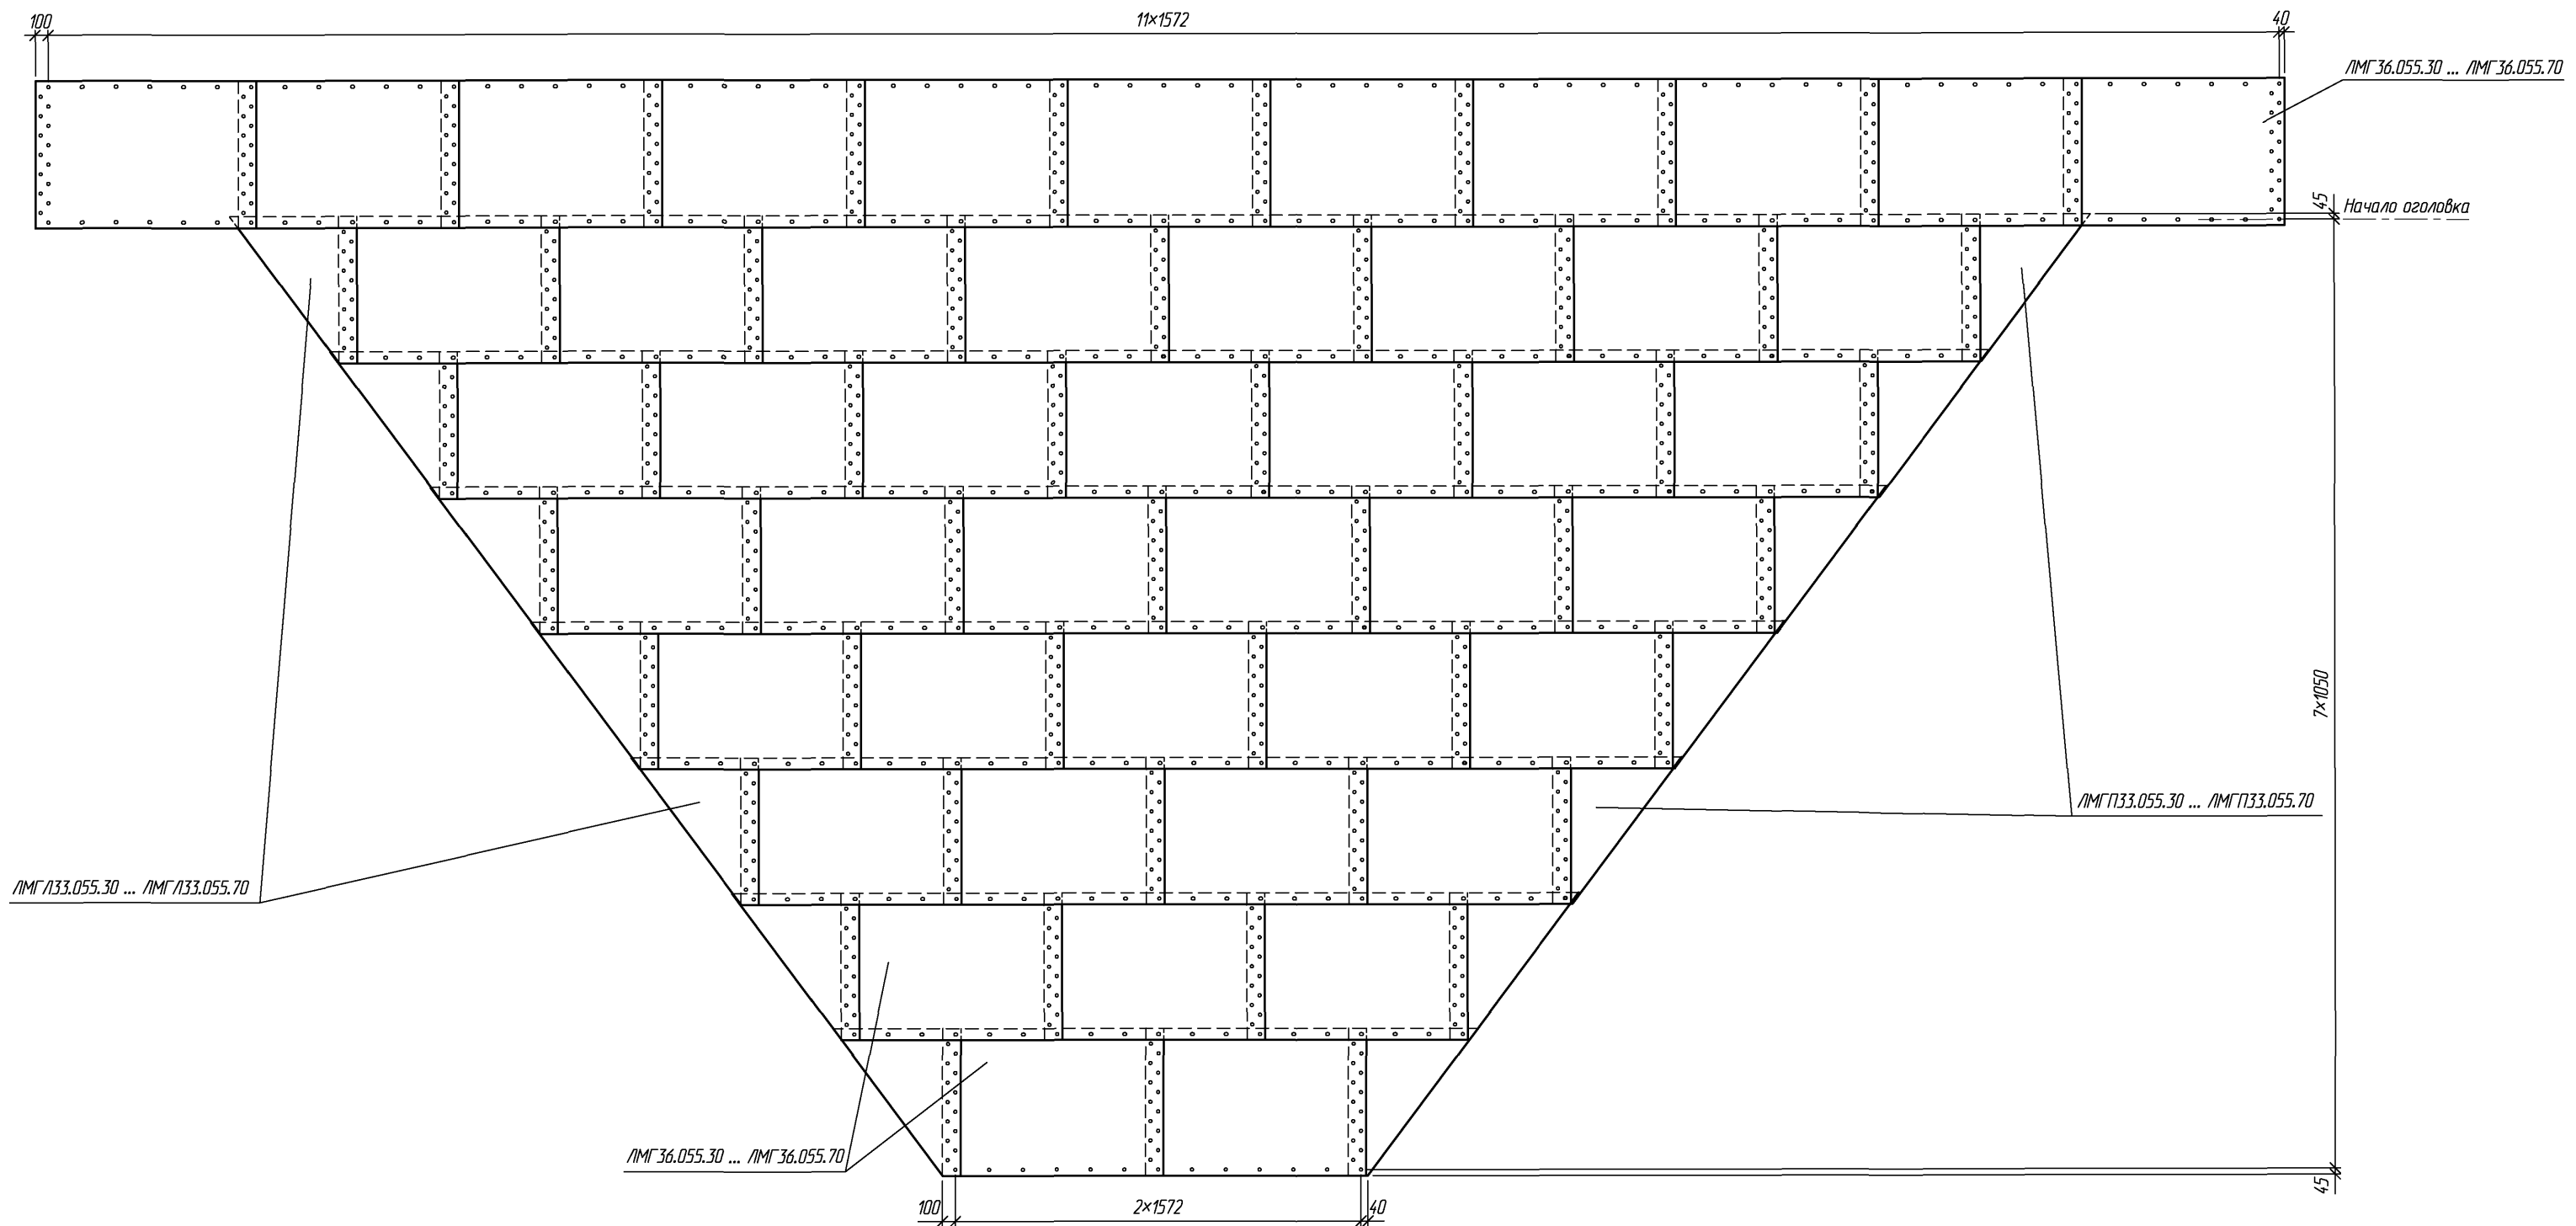 100
11×1572
40
ЛМГ36.055.30 ... ЛМГ36.055.70
45
Начало оголовка
7×1050
ЛМГП33.055.30 ... ЛМГП33.055.70
ЛМГЛ33.055.30 ... ЛМГЛ33.055.70
ЛМГ36.055.30 ... ЛМГ36.055.70
45
100
2×1572
40